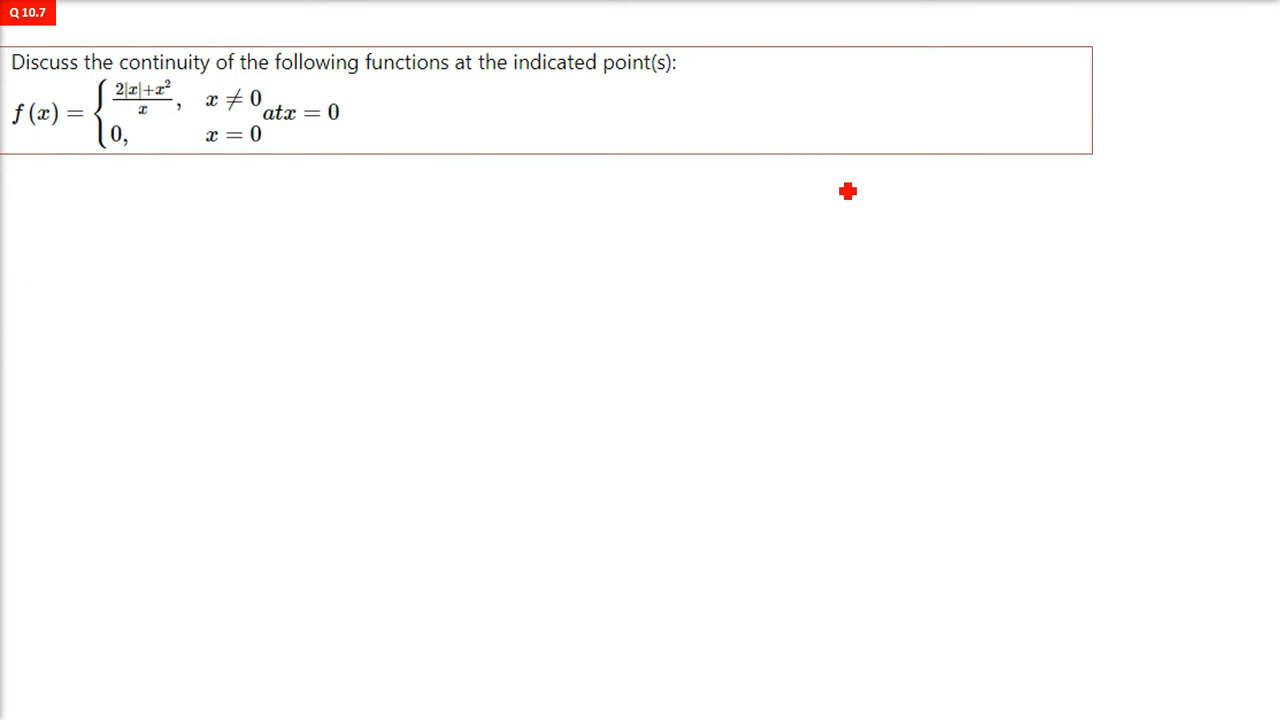 Q 10.7
Discuss the continuity of the following functions at the indicated point(s):
f (x) = { (2|x|+x²)/x, x ≠ 0
0, x = 0 atx = 0